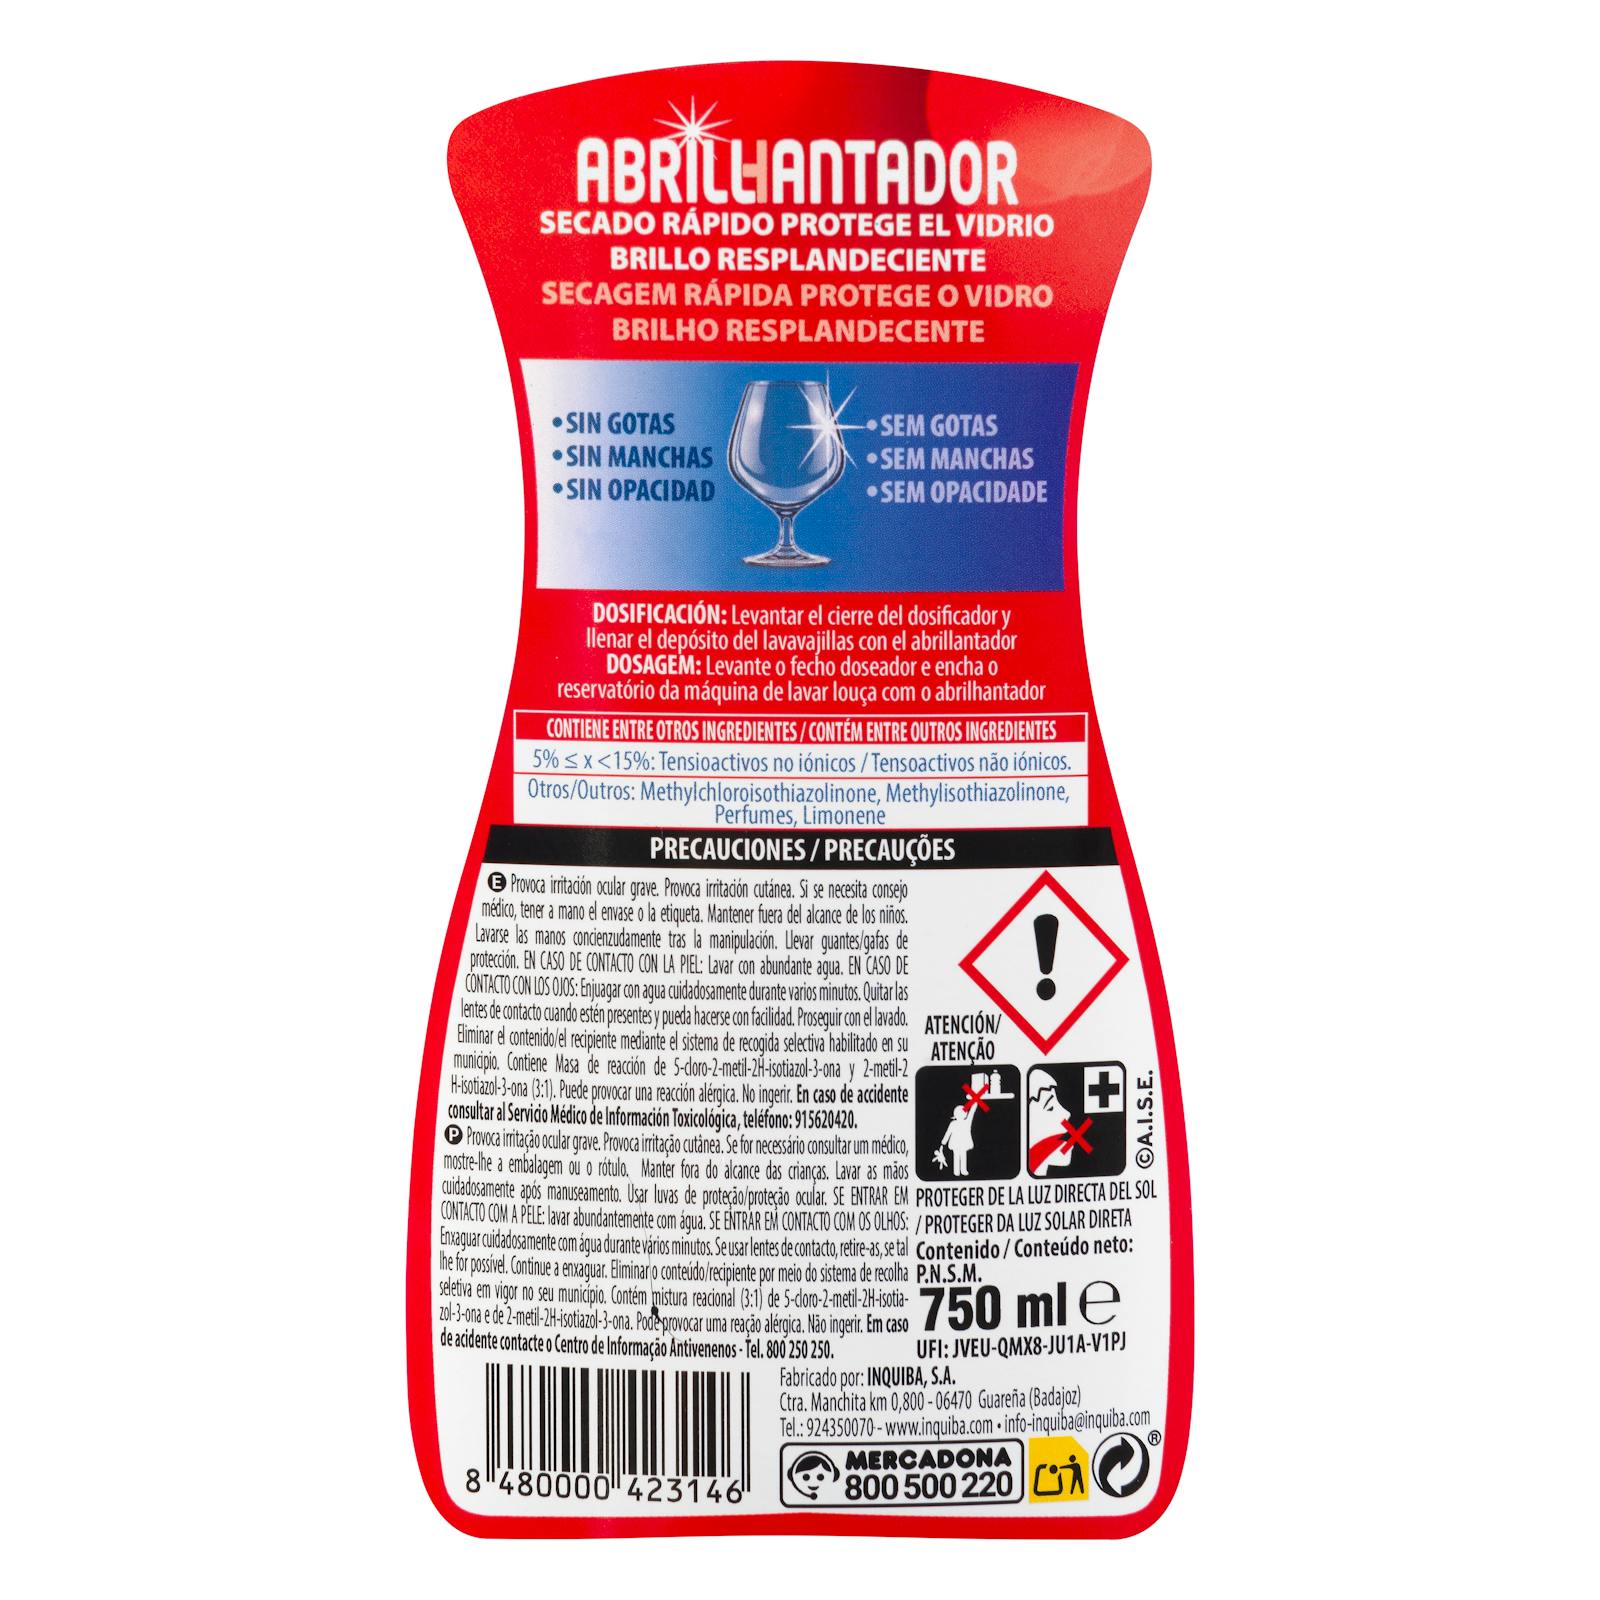 ABRILLHANTADOR
SECADO RÁPIDO PROTEGE EL VIDRIO
BRILLO RESPLANDECIENTE
SECAGEM RÁPIDA PROTEGE O VIDRO
BRILHO RESPLANDECENTE
•SIN GOTAS
•SIN MANCHAS
•SIN OPACIDAD
•SEM GOTAS
•SEM MANCHAS
•SEM OPACIDADE
DOSIFICACIÓN: Levantar el cierre del dosificador y
llenar el depósito del lavavajillas con el abrillantador
DOSAGEM: Levante o fecho doseador e encha o
reservatório da máquina de lavar louça com o abrilhantador
CONTIENE ENTRE OTROS INGREDIENTES / CONTÉM ENTRE OUTROS INGREDIENTES
5% ≤ x <15%: Tensioactivos no iónicos / Tensoactivos não iónicos.
Otros/Outros: Methylchloroisothiazolinone, Methylisothiazolinone,
Perfumes, Limonene
PRECAUCIONES / PRECAUÇÕES
E Provoca irritación ocular grave. Provoca irritación cutánea. Si se necesita consejo
médico, tener a mano el envase o la etiqueta. Mantener fuera del alcance de los niños.
Lavarse las manos concienzudamente tras la manipulación. Llevar guantes/gafas de
protección. EN CASO DE CONTACTO CON LA PIEL: Lavar con abundante agua. EN CASO DE
CONTACTO CON LOS OJOS: Enjuagar con agua cuidadosamente durante varios minutos. Quitar las
lentes de contacto cuando estén presentes y pueda hacerse con facilidad. Proseguir con el lavado.
Eliminar el contenido/el recipiente mediante el sistema de recogida selectiva habilitado en su
municipio. Contiene Masa de reacción de 5-cloro-2-metil-2H-isotiazol-3-ona y 2-metil-2
H-isotiazol-3-ona (3:1). Puede provocar una reacción alérgica. No ingerir. En caso de accidente
consultar al Servicio Médico de Información Toxicológica, teléfono: 915620420.
P Provoca irritação ocular grave. Provoca irritação cutânea. Se for necessário consultar um médico,
mostre-lhe a embalagem ou o rótulo. Manter fora do alcance das crianças. Lavar as mãos
cuidadosamente após manuseamento. Usar luvas de proteção/proteção ocular. SE ENTRAR EM
CONTACTO COM A PELE: lavar abundantemente com água. SE ENTRAR EM CONTACTO COM OS OLHOS:
Enxaguar cuidadosamente com água durante vários minutos. Se usar lentes de contacto, retire-as, se tal
lhe for possível. Continue a enxaguar. Eliminar o conteúdo/recipiente por meio do sistema de recolha
seletiva em vigor no seu município. Contém mistura reacional (3:1) de 5-cloro-2-metil-2H-isotia-
zol-3-ona e de 2-metil-2H-isotiazol-3-ona. Pode provocar uma reação alérgica. Não ingerir. Em caso
de acidente contacte o Centro de Informação Antivenenos - Tel. 800 250 250.
ATENCIÓN/
ATENÇÃO
©A.I.S.E.
PROTEGER DE LA LUZ DIRECTA DEL SOL
/ PROTEGER DA LUZ SOLAR DIRETA
Contenido / Conteúdo neto:
P.N.S.M.
750 ml e
UFI: JVEU-QMX8-JU1A-V1PJ
Fabricado por: INQUIBA, S.A.
Ctra. Manchita km 0,800 - 06470 Guareña (Badajoz)
Tel.: 924350070 - www.inquiba.com • info-inquiba@inquiba.com
MERCADONA
800 500 220
®
8 480000 423146